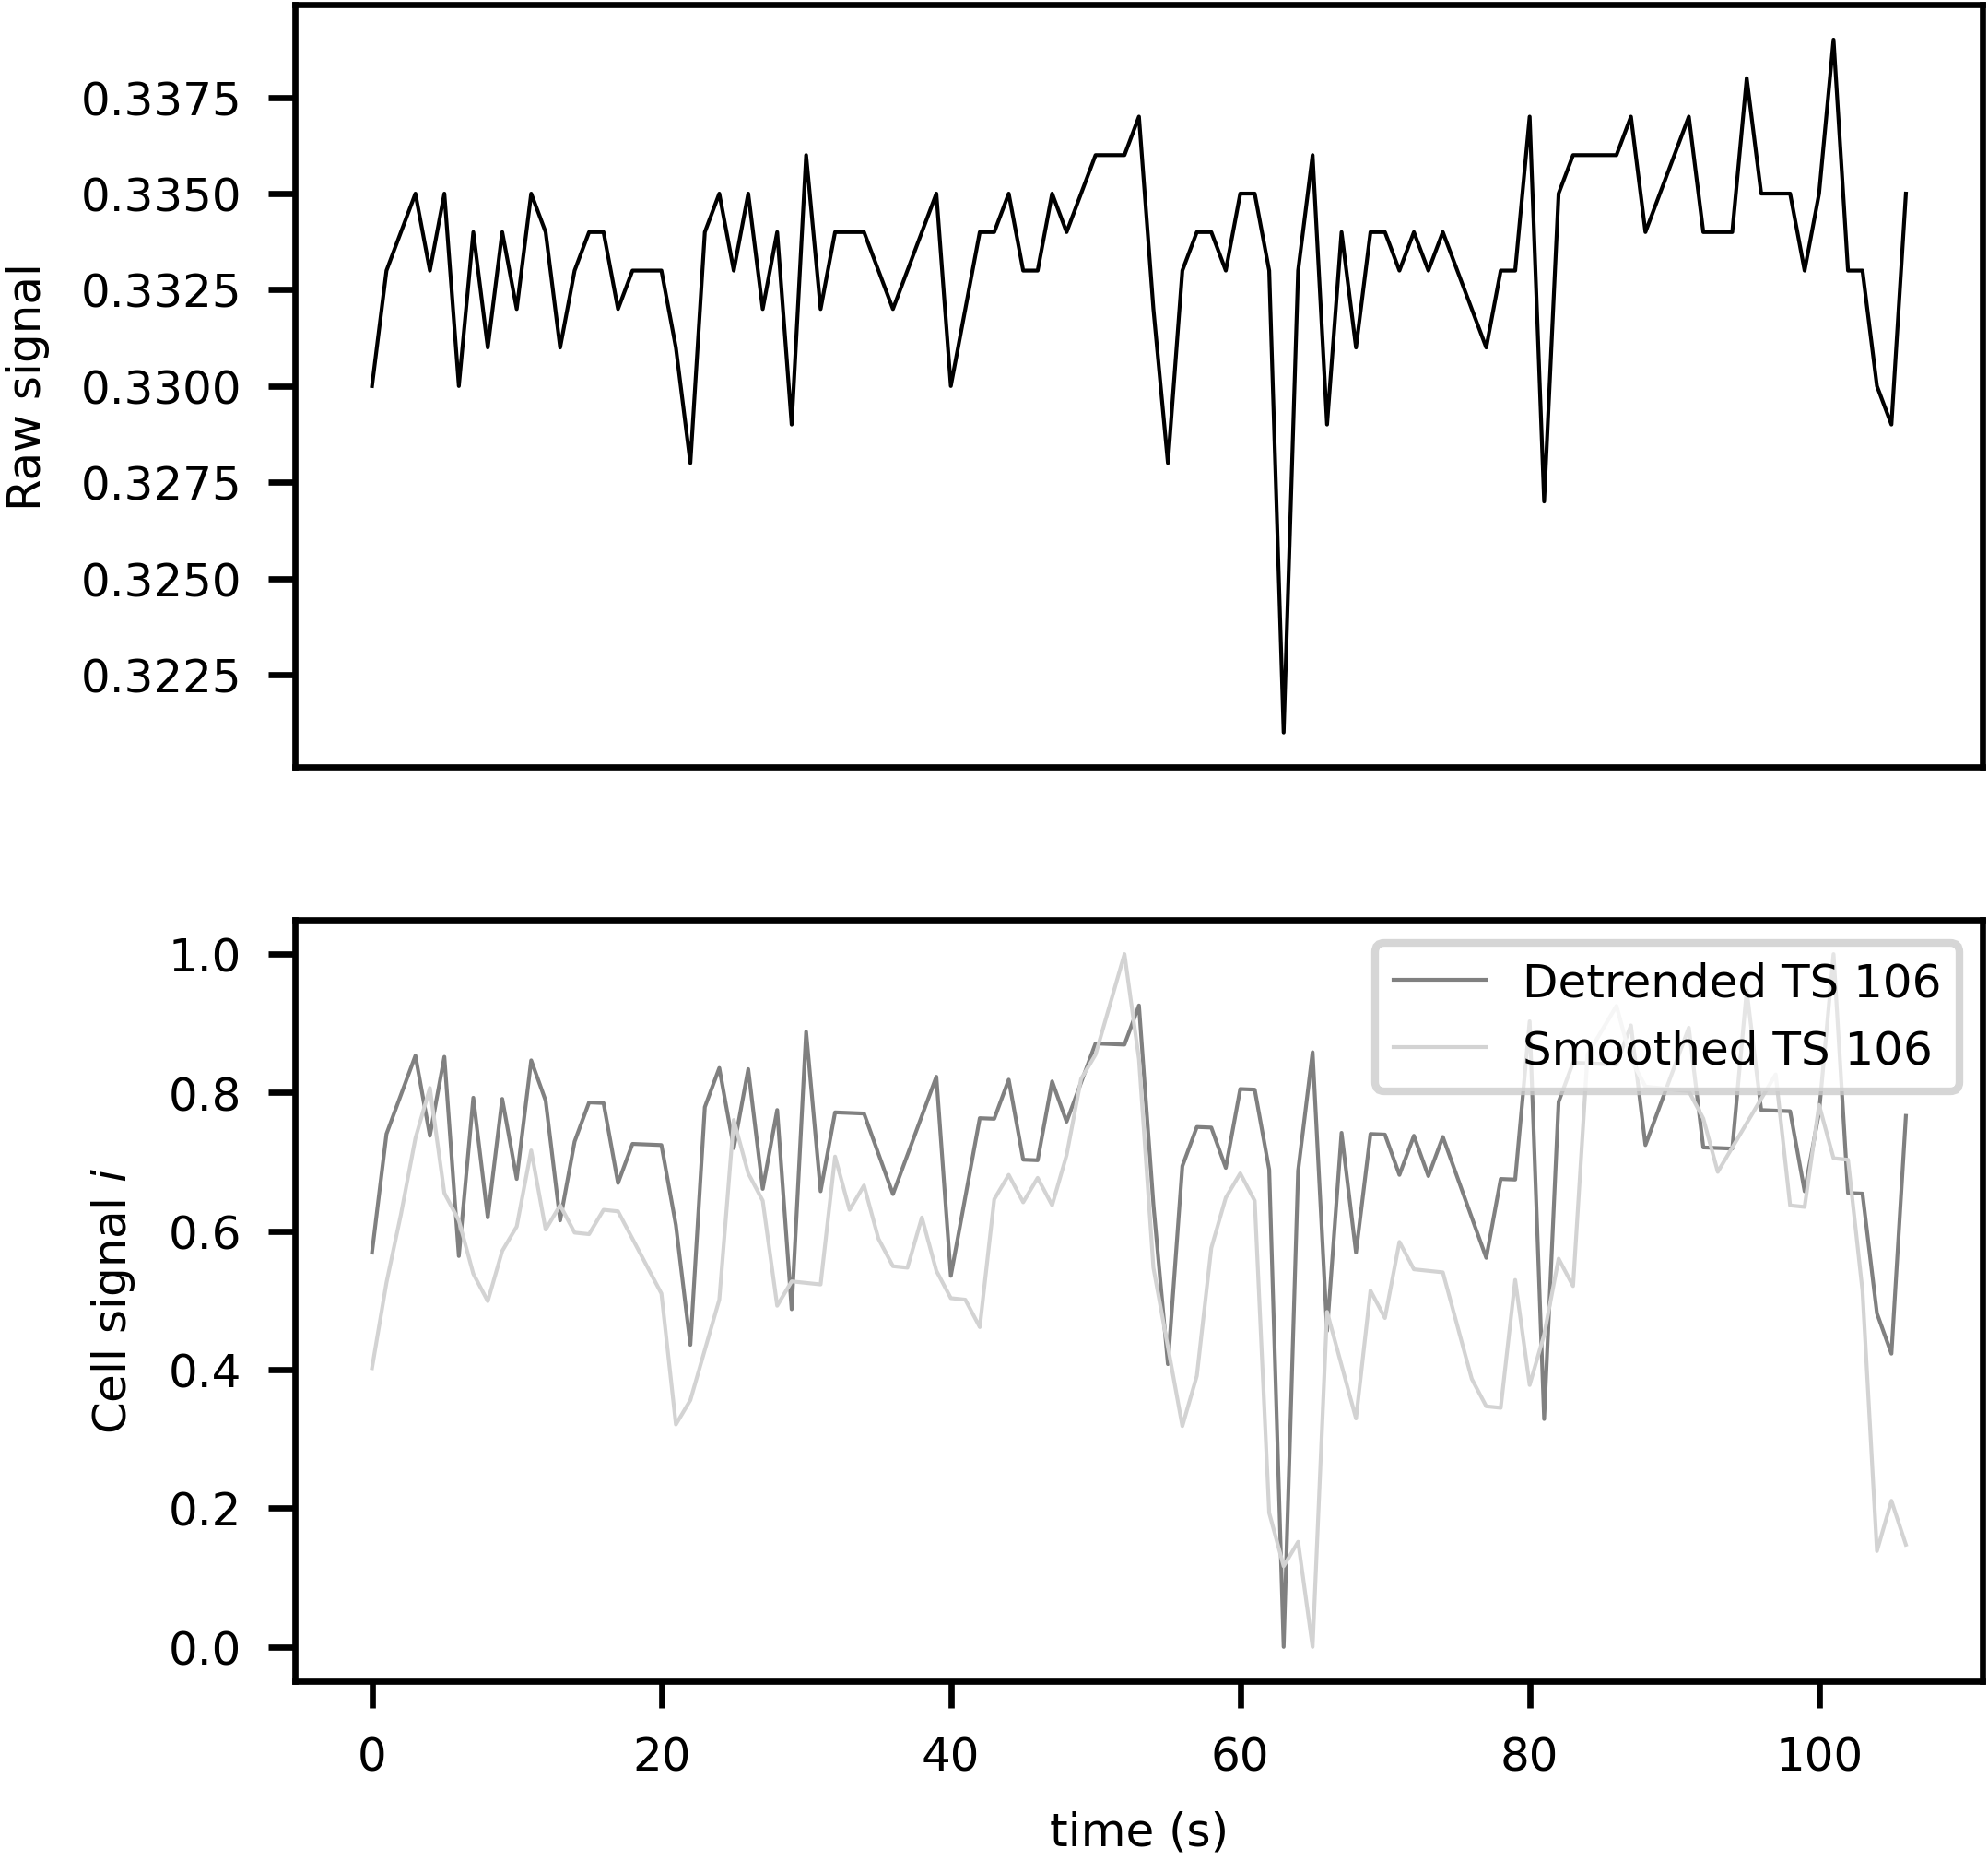 Raw signal
0.3375
0.3350
0.3325
0.3300
0.3275
0.3250
0.3225
Cell signal i
1.0
0.8
0.6
0.4
0.2
0.0
Detrended TS 106
Smoothed TS 106
0 20 40 60 80 100
time (s)